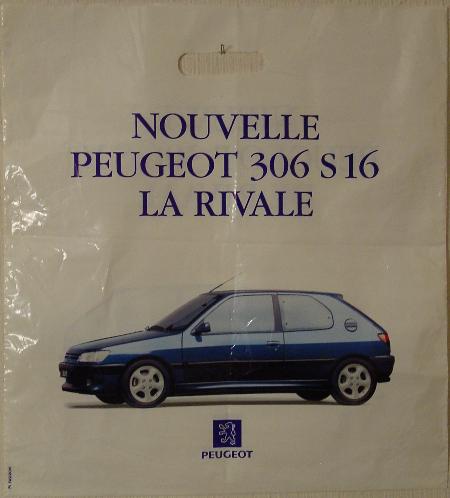 NOUVELLE
PEUGEOT 306 S16
LA RIVALE
PEUGEOT